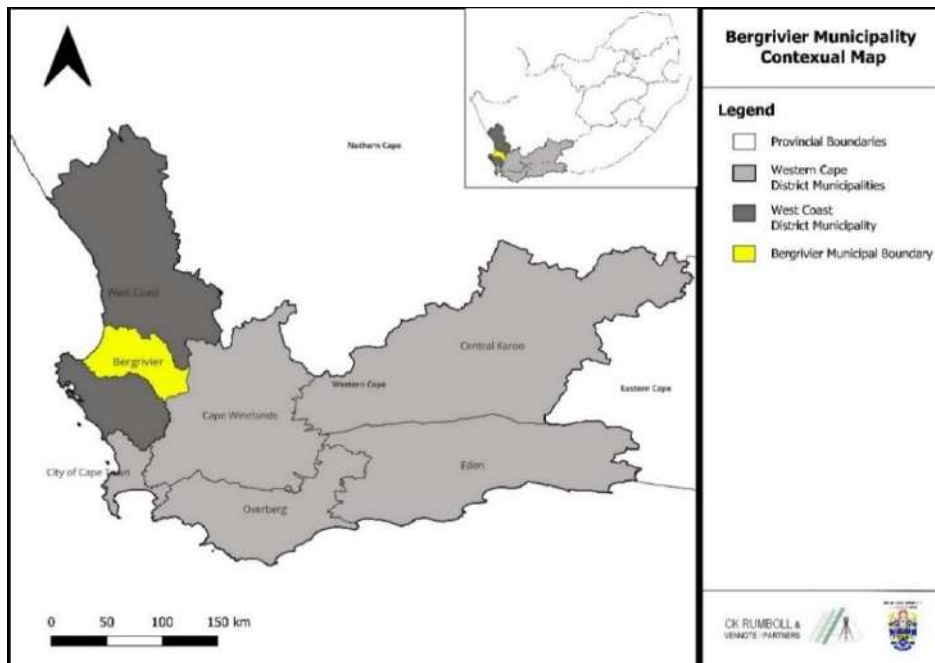 Bergrivier Municipality
Contexual Map
Legend
Provincial Boundaries
Western Cape
District Municipalities
West Coast
District Municipality
Bergrivier Municipal Boundary
Nothern Cape
West Coast
Bergrivier
Central Karoo
Western Cape
Eastern Cape
Cape Winelands
City of Cape Town
Eden
Overberg
0 50 100 150 km
CK RUMBOLL &
VENNOTE / PARTNERS